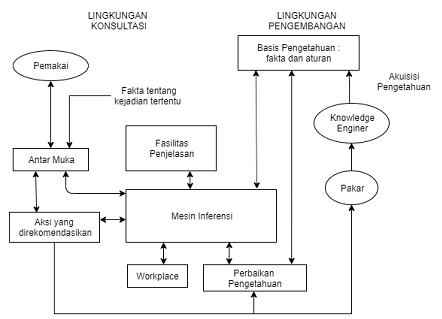 LINGKUNGAN
KONSULTASI
LINGKUNGAN
PENGEMBANGAN
Pemakai
Basis Pengetahuan :
fakta dan aturan
Fakta tentang
kejadian tertentu
Akuisisi
Pengetahuan
Knowledge
Enginer
Fasilitas
Penjelasan
Antar Muka
Pakar
Aksi yang
direkomendasikan
Mesin Inferensi
Workplace
Perbaikan
Pengetahuan